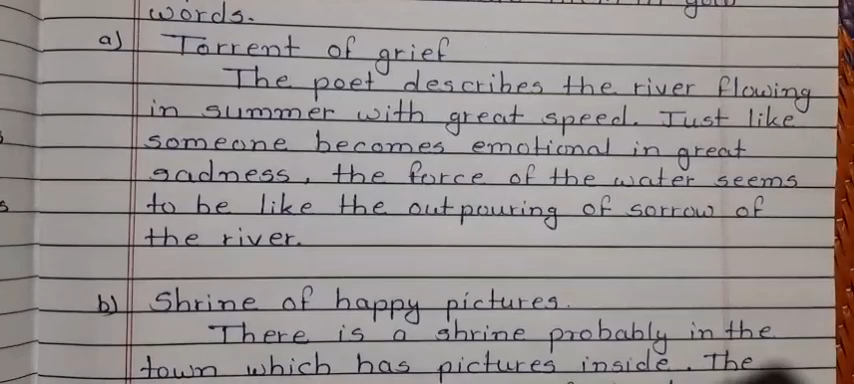 words.
a) Torrent of grief
The poet describes the river flowing
in summer with great speed. Just like
someone becomes emotional in great
sadness, the force of the water seems
to be like the outpouring of sorrow of
the river.
b) Shrine of happy pictures.
There is a shrine probably in the
town which has pictures inside. The